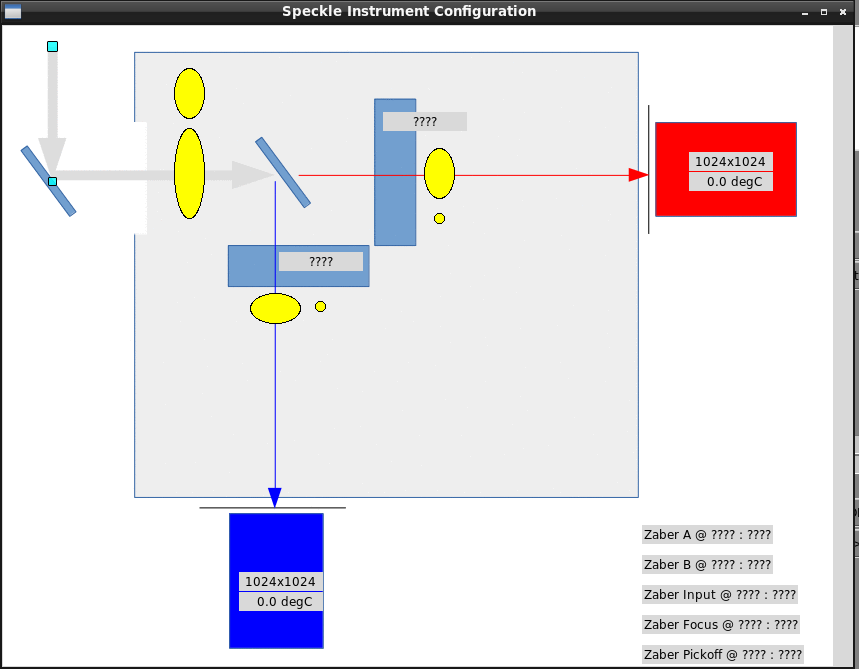 Speckle Instrument Configuration
????
1024x1024
0.0 degC
????
1024x1024
0.0 degC
Zaber A @ ???? : ????
Zaber B @ ???? : ????
Zaber Input @ ???? : ????
Zaber Focus @ ???? : ????
Zaber Pickoff @ ???? : ????